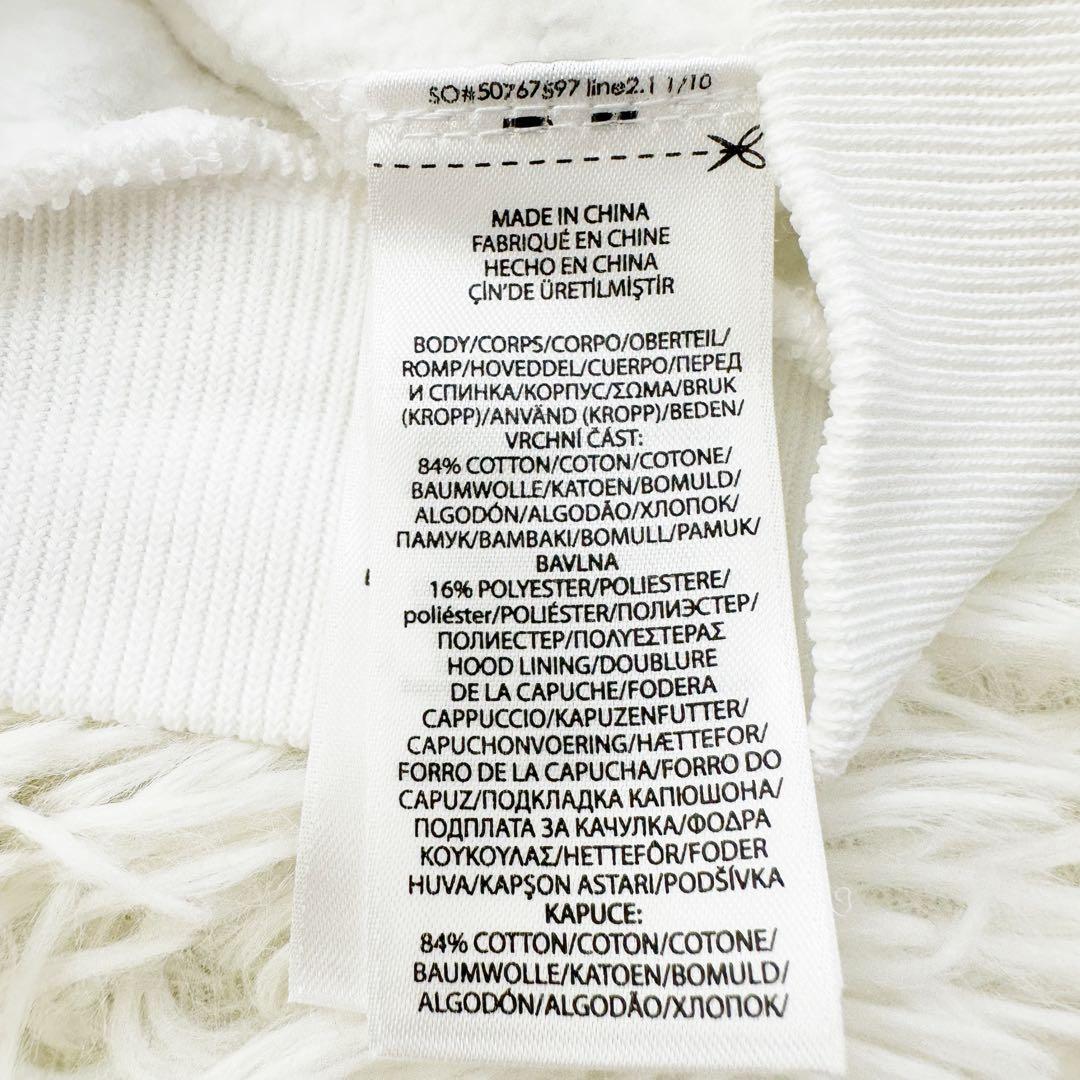 SO#50767597 line2.1 1/10
MADE IN CHINA
FABRIQUÉ EN CHINE
HECHO EN CHINA
ÇİN'DE ÜRETİLMİŞTİR
BODY/CORPS/CORPO/OBERTEIL/
ROMP/HOVEDDEL/CUERPO/ПЕРЕД
И СПИНКА/КОРПУС/ΣΩΜΑ/BRUK
(KROPP)/ANVÄND (KROPP)/BEDEN/
VRCHNÍ ČÁST:
84% COTTON/COTON/COTONE/
BAUMWOLLE/KATOEN/BOMULD/
ALGODÓN/ALGODÃO/ХЛОПОК/
ПАМУК/BAMBAKI/BOMULL/PAMUK/
BAVLNA
16% POLYESTER/POLIESTERE/
poliéster/POLIÉSTER/ПОЛИЭСТЕР/
ПОЛИЕСТЕР/ΠΟΛΥΕΣΤΕΡΑΣ
HOOD LINING/DOUBLURE
DE LA CAPUCHE/FODERA
CAPPUCCIO/KAPUZENFUTTER/
CAPUCHONVOERING/HÆTTEFOR/
FORRO DE LA CAPUCHA/FORRO DO
CAPUZ/ПОДКЛАДКА КАПЮШОНА/
ПОДПЛАТА ЗА КАЧУЛКА/ΦΟΔΡΑ
ΚΟΥΚΟΥΛΑΣ/HETTEFÔR/FODER
HUVA/KAPŞON ASTARI/PODŠÍVKA
KAPUCE:
84% COTTON/COTON/COTONE/
BAUMWOLLE/KATOEN/BOMULD/
ALGODÓN/ALGODÃO/ХЛОПОК/